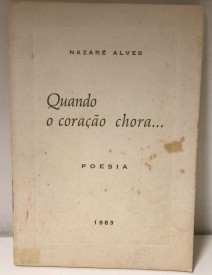 NAZARÉ ALVES
Quando
o coração chora...
POESIA
1983